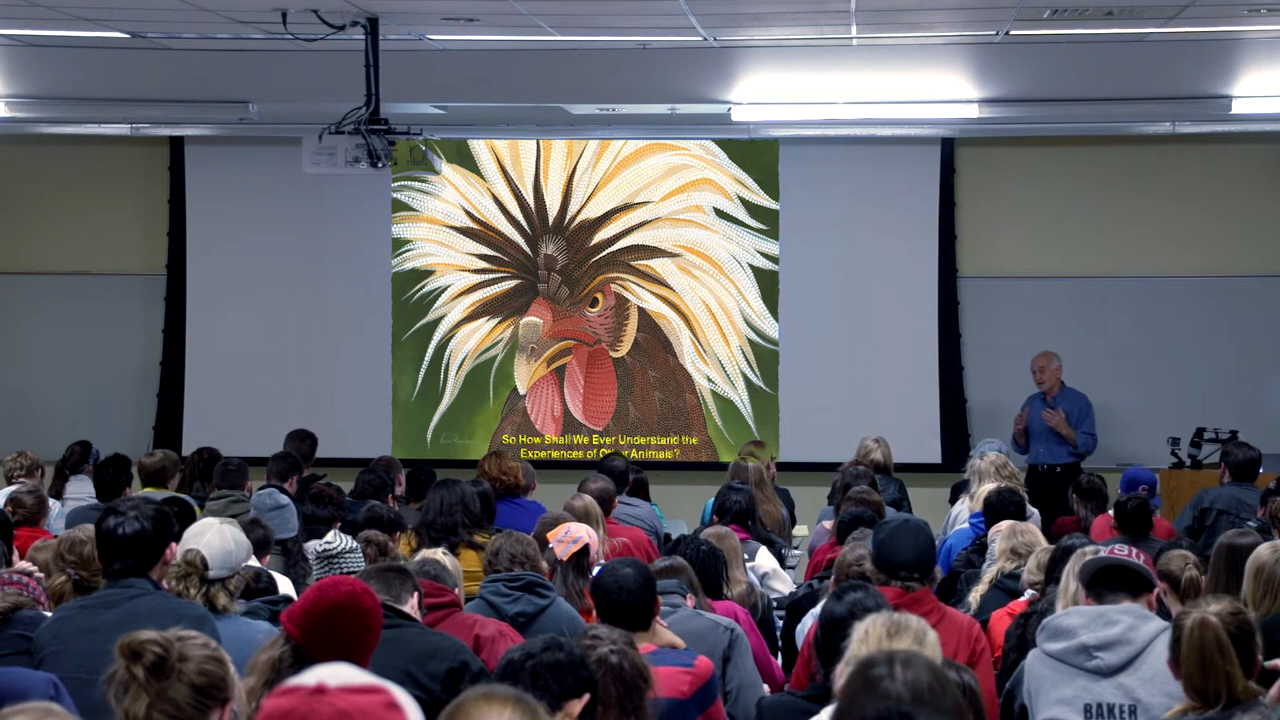 So How Shall We Ever Understand the
Experiences of Other Animals?
BAKER